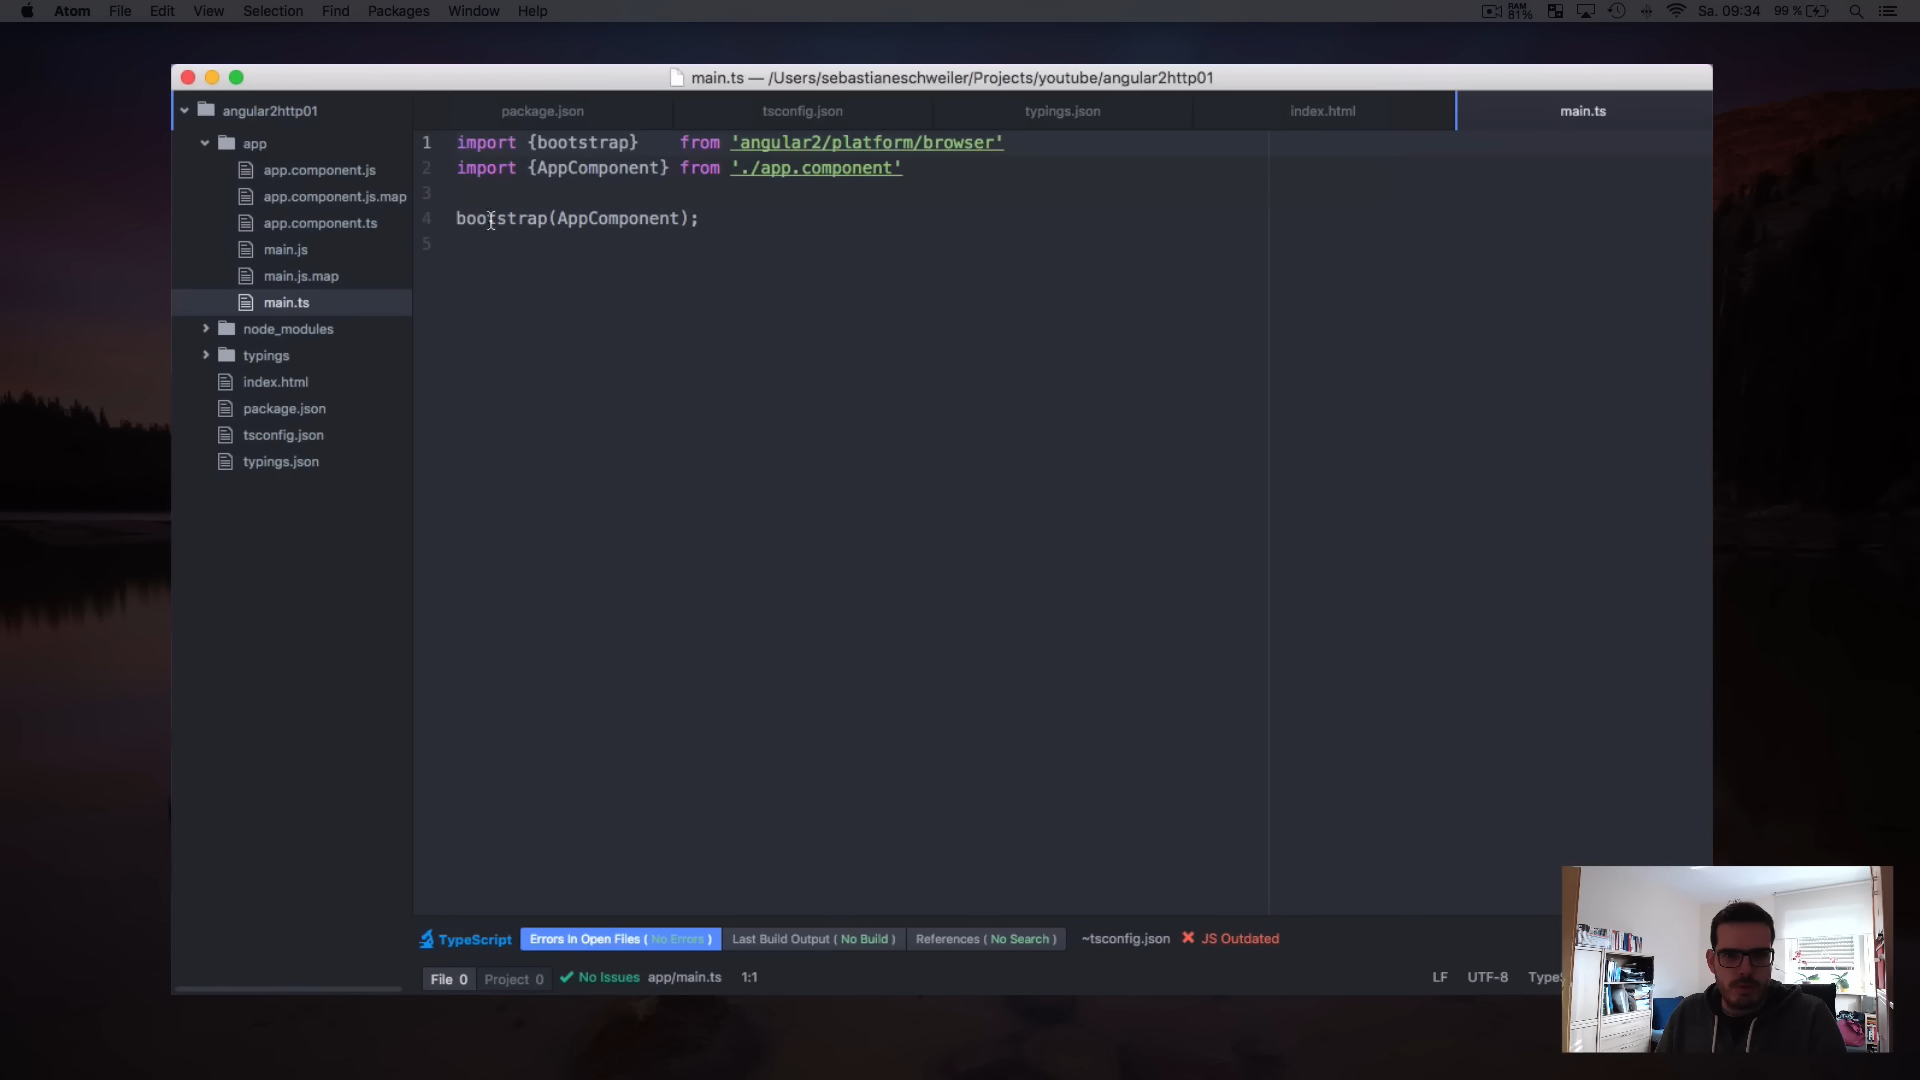 Atom File Edit View Selection Find Packages Window Help
RAM 81% Sa. 09:34 99 %
main.ts — /Users/sebastianeschweiler/Projects/youtube/angular2http01
angular2http01
app
app.component.js
app.component.js.map
app.component.ts
main.js
main.js.map
main.ts
node_modules
typings
index.html
package.json
tsconfig.json
typings.json
package.json tsconfig.json typings.json index.html main.ts
1 import {bootstrap}    from 'angular2/platform/browser'
2 import {AppComponent} from './app.component'
3
4 bootstrap(AppComponent);
5
TypeScript Errors In Open Files ( No Errors ) Last Build Output ( No Build ) References ( No Search ) ~tsconfig.json JS Outdated
File 0 Project 0 No Issues app/main.ts 1:1 LF UTF-8